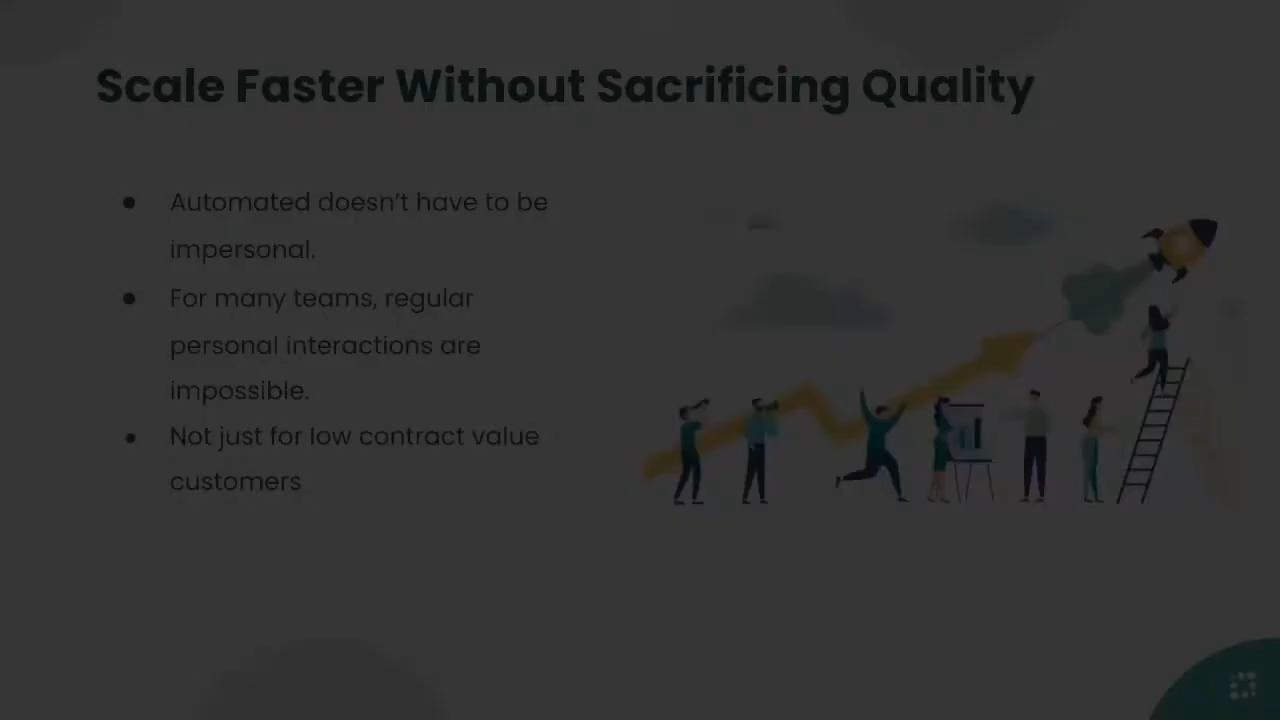 Scale Faster Without Sacrificing Quality
● Automated doesn't have to be
impersonal.
● For many teams, regular
personal interactions are
impossible.
● Not just for low contract value
customers